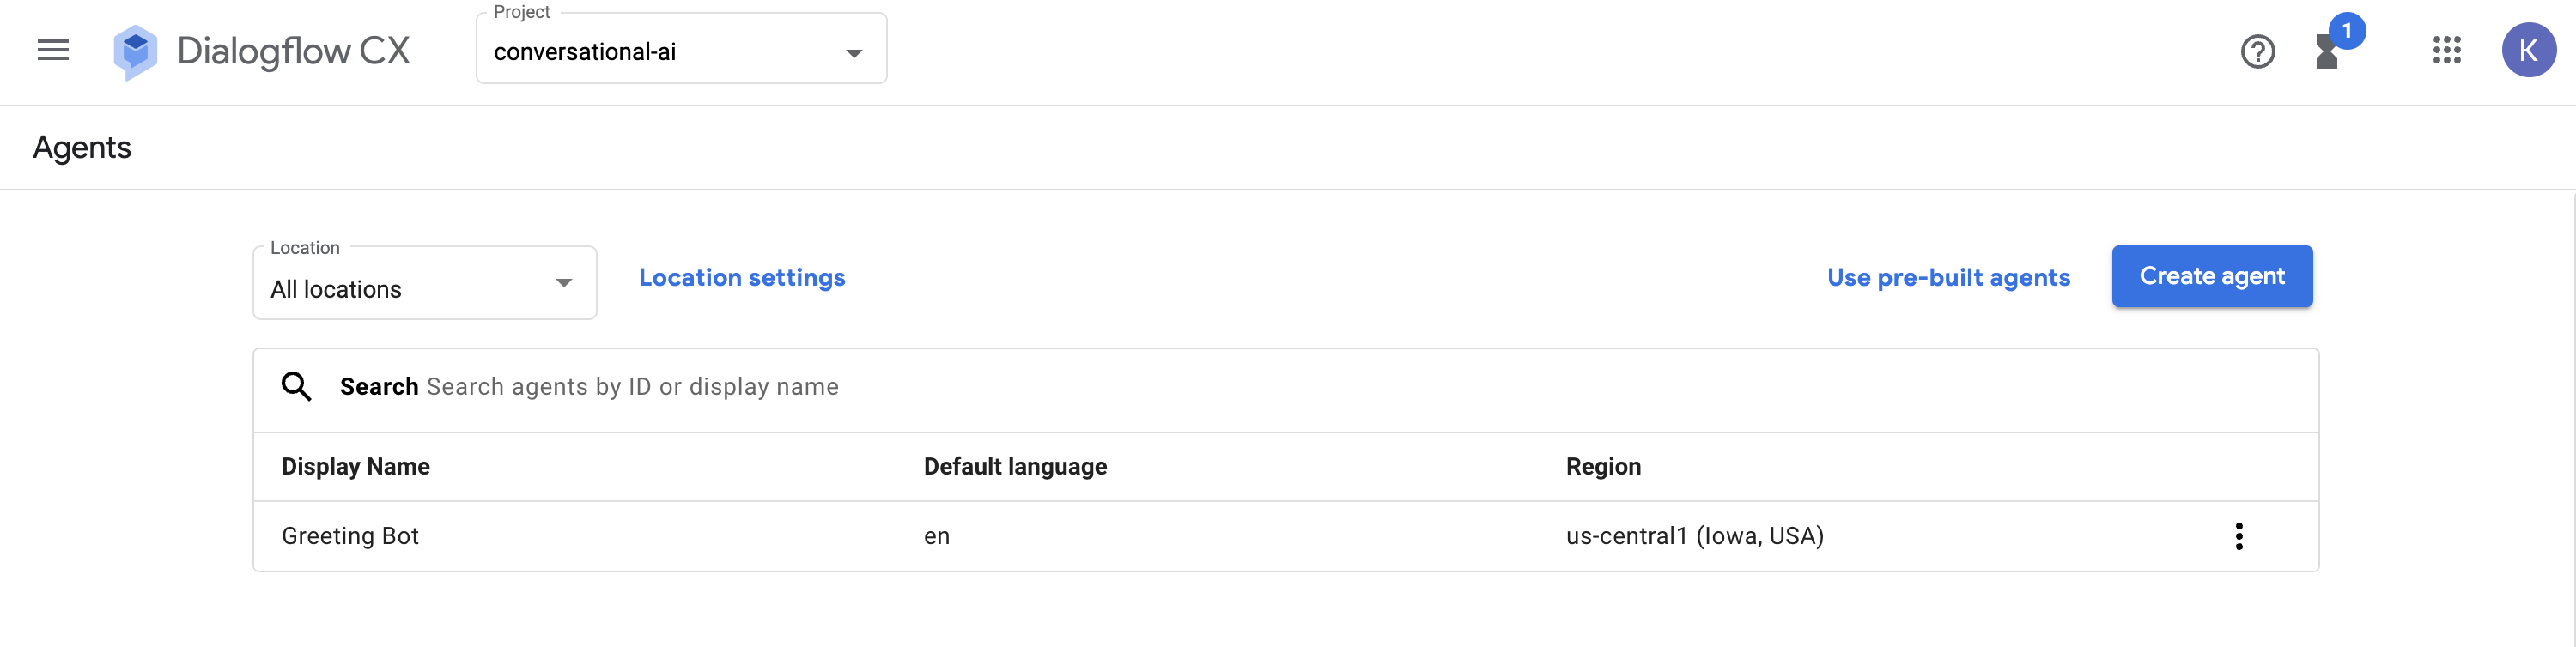 Project
Dialogflow CX
conversational-ai
1
K
Agents
Location
All locations
Location settings
Use pre-built agents
Create agent
Search Search agents by ID or display name
Display Name Default language Region
Greeting Bot en us-central1 (Iowa, USA)